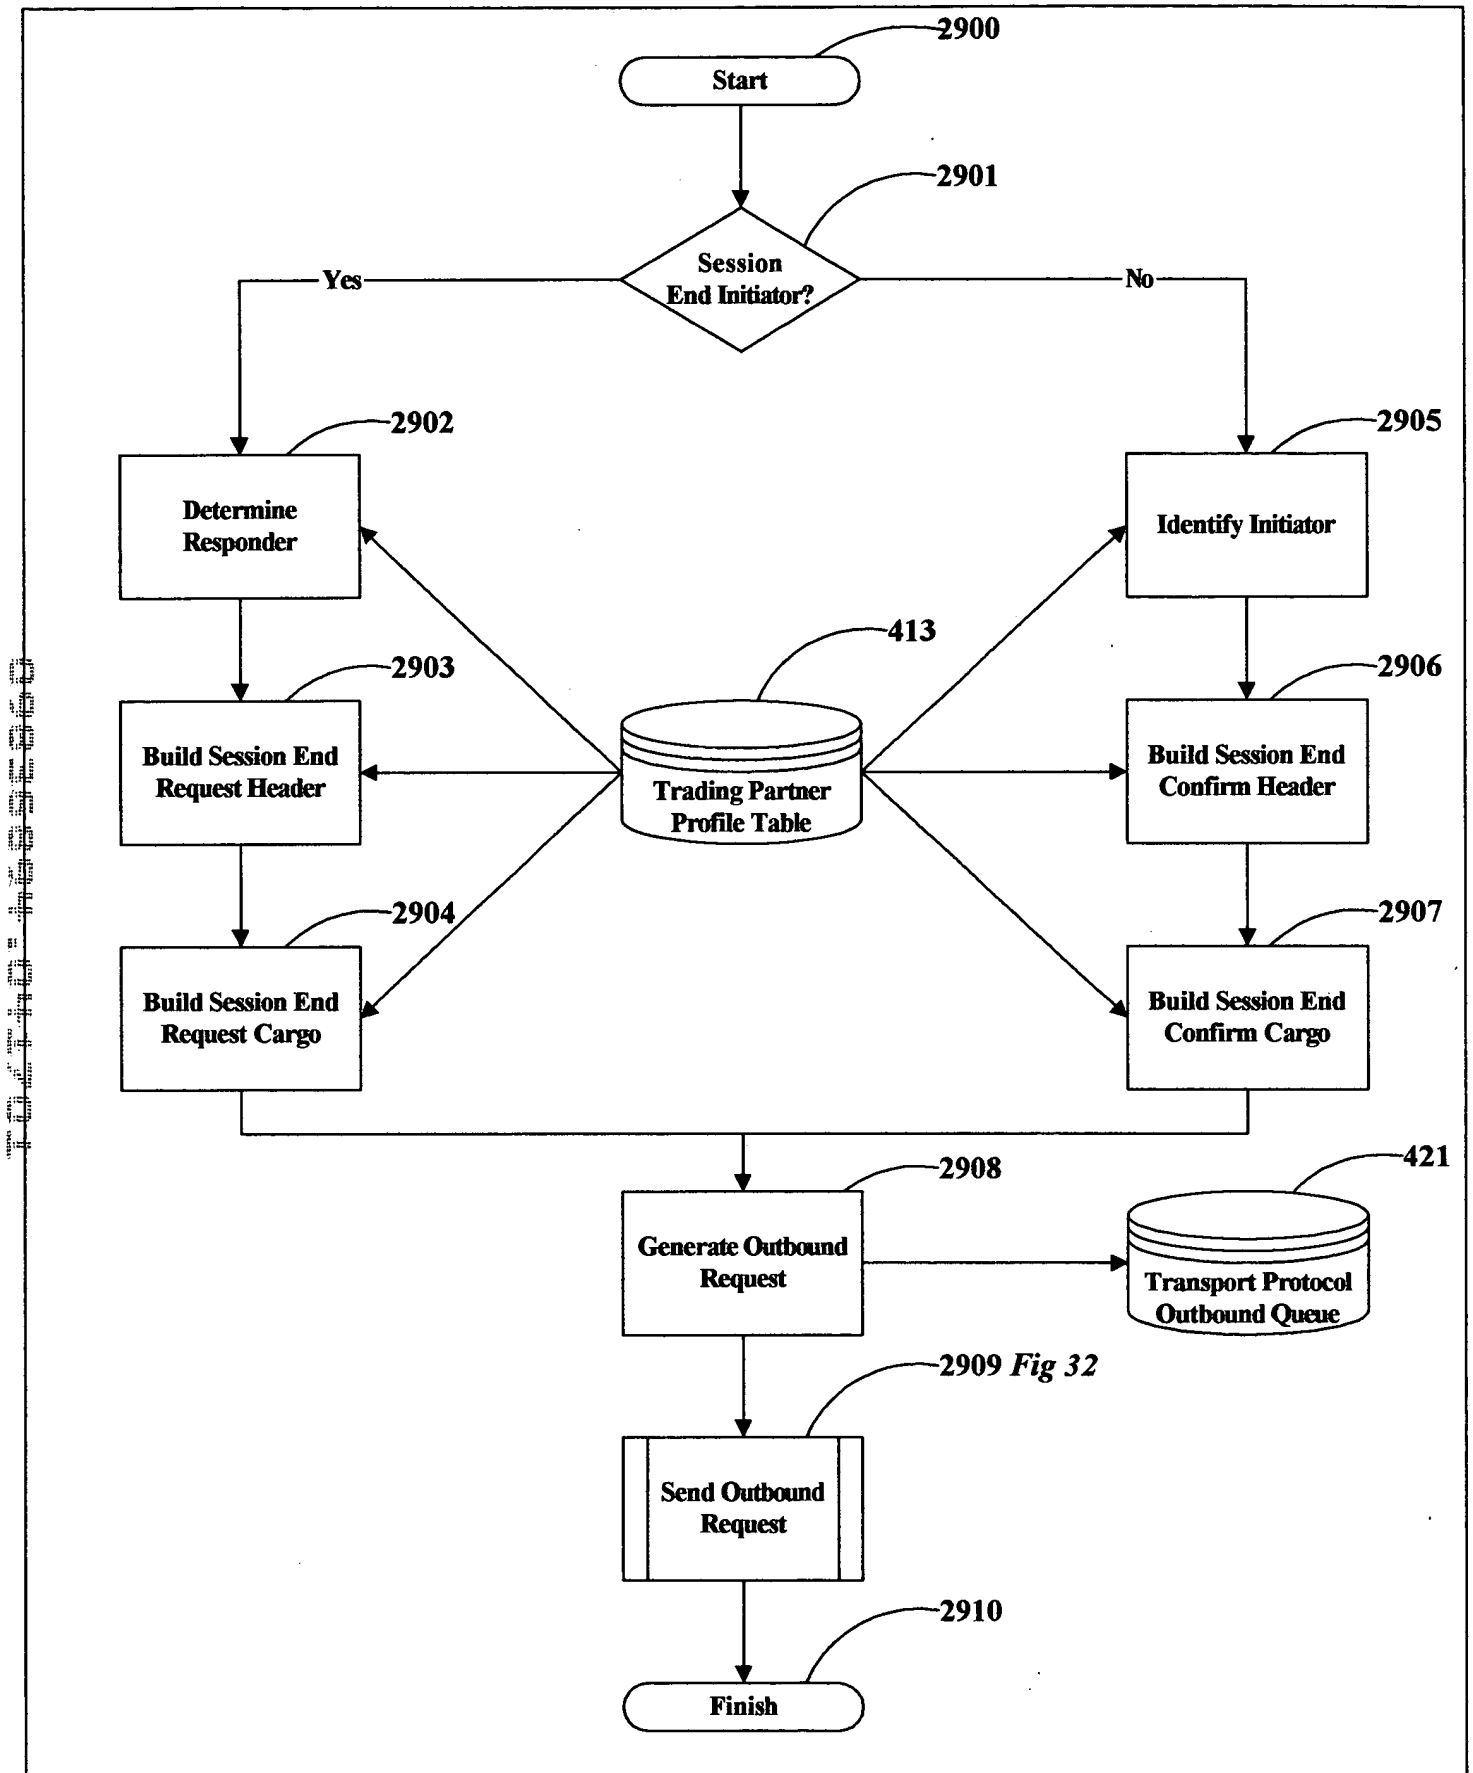 2900
Start
2901
Session
End Initiator?
Yes
No
2902
2905
Determine
Responder
Identify Initiator
413
2903
2906
Build Session End
Request Header
Trading Partner
Profile Table
Build Session End
Confirm Header
2904
2907
Build Session End
Request Cargo
Build Session End
Confirm Cargo
2908
421
Generate Outbound
Request
Transport Protocol
Outbound Queue
2909 Fig 32
Send Outbound
Request
2910
Finish